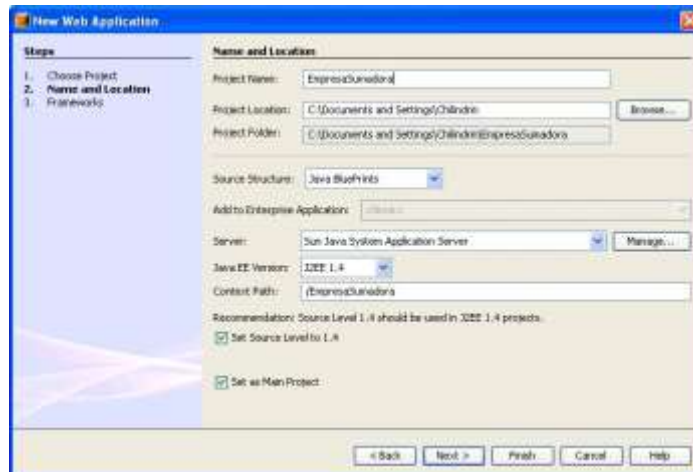 New Web Application
Steps
1. Choose Project
2. Name and Location
3. Frameworks
Name and Location
Project Name: EmpresaSumadora
Project Location: C:\Documents and Settings\Chilindrin Browse...
Project Folder: C:\Documents and Settings\Chilindrin\EmpresaSumadora
Source Structure: Java BluePrints
Add to Enterprise Application:
Server: Sun Java System Application Server Manage...
Java EE Version: J2EE 1.4
Context Path: /EmpresaSumadora
Recommendation: Source Level 1.4 should be used in J2EE 1.4 projects.
Set Source Level to 1.4
Set as Main Project
< Back Next > Finish Cancel Help